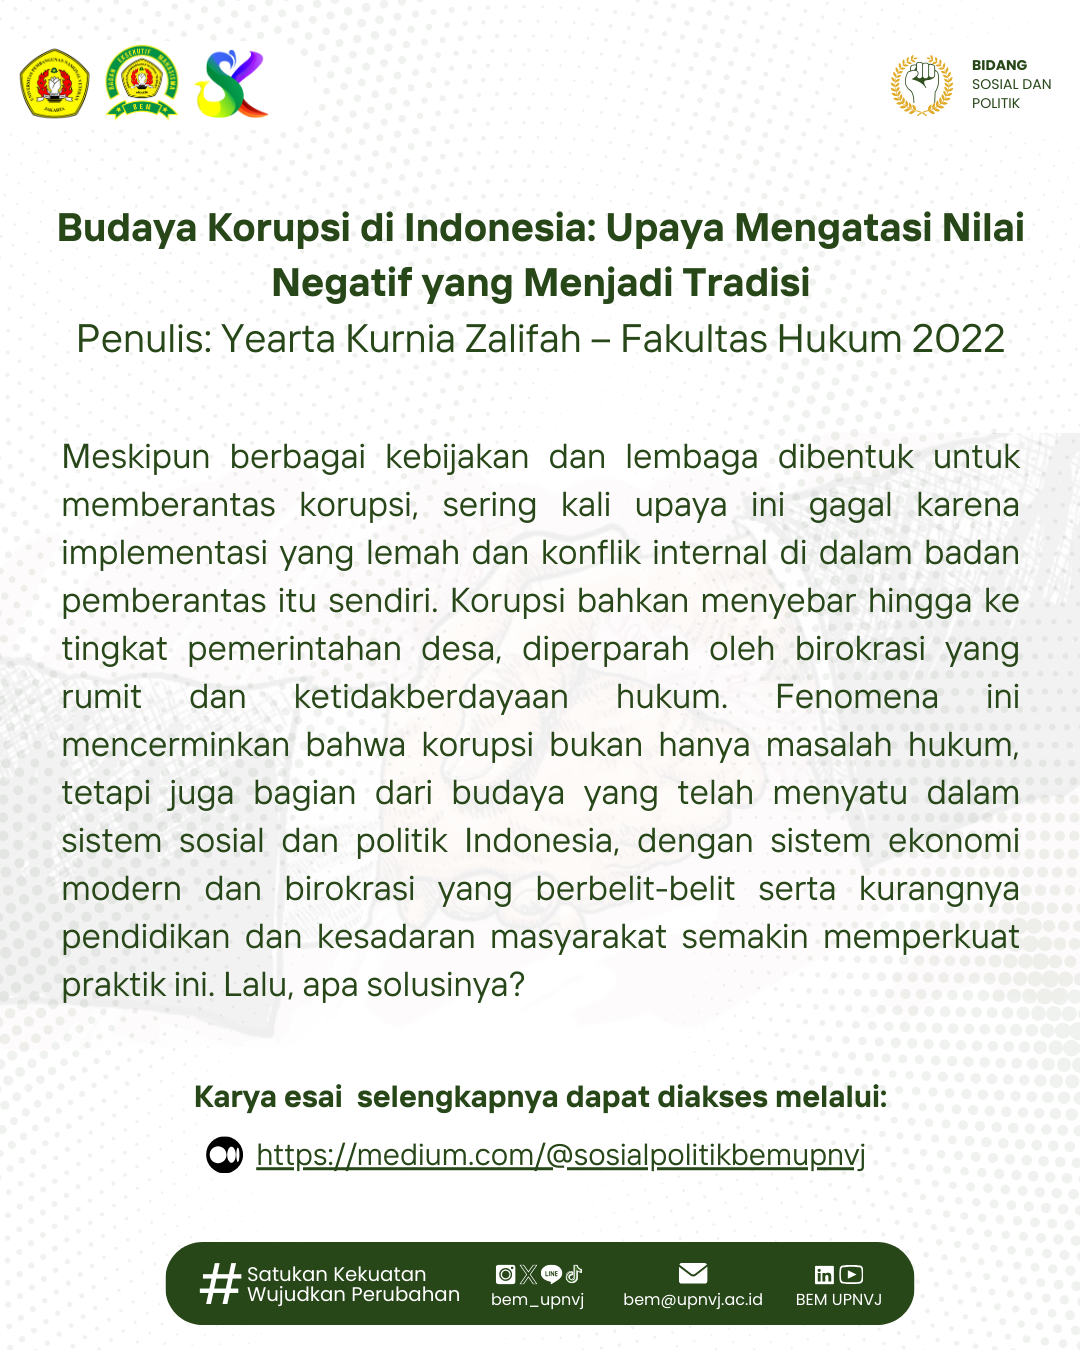 BIDANG
SOSIAL DAN
POLITIK
Budaya Korupsi di Indonesia: Upaya Mengatasi Nilai
Negatif yang Menjadi Tradisi
Penulis: Yearta Kurnia Zalifah – Fakultas Hukum 2022
Meskipun berbagai kebijakan dan lembaga dibentuk untuk
memberantas korupsi, sering kali upaya ini gagal karena
implementasi yang lemah dan konflik internal di dalam badan
pemberantas itu sendiri. Korupsi bahkan menyebar hingga ke
tingkat pemerintahan desa, diperparah oleh birokrasi yang
rumit dan ketidakberdayaan hukum. Fenomena ini
mencerminkan bahwa korupsi bukan hanya masalah hukum,
tetapi juga bagian dari budaya yang telah menyatu dalam
sistem sosial dan politik Indonesia, dengan sistem ekonomi
modern dan birokrasi yang berbelit-belit serta kurangnya
pendidikan dan kesadaran masyarakat semakin memperkuat
praktik ini. Lalu, apa solusinya?
Karya esai selengkapnya dapat diakses melalui:
https://medium.com/@sosialpolitikbemupnvj
# Satukan Kekuatan
Wujudkan Perubahan
LINE
bem_upnvj
bem@upnvj.ac.id
BEM UPNVJ